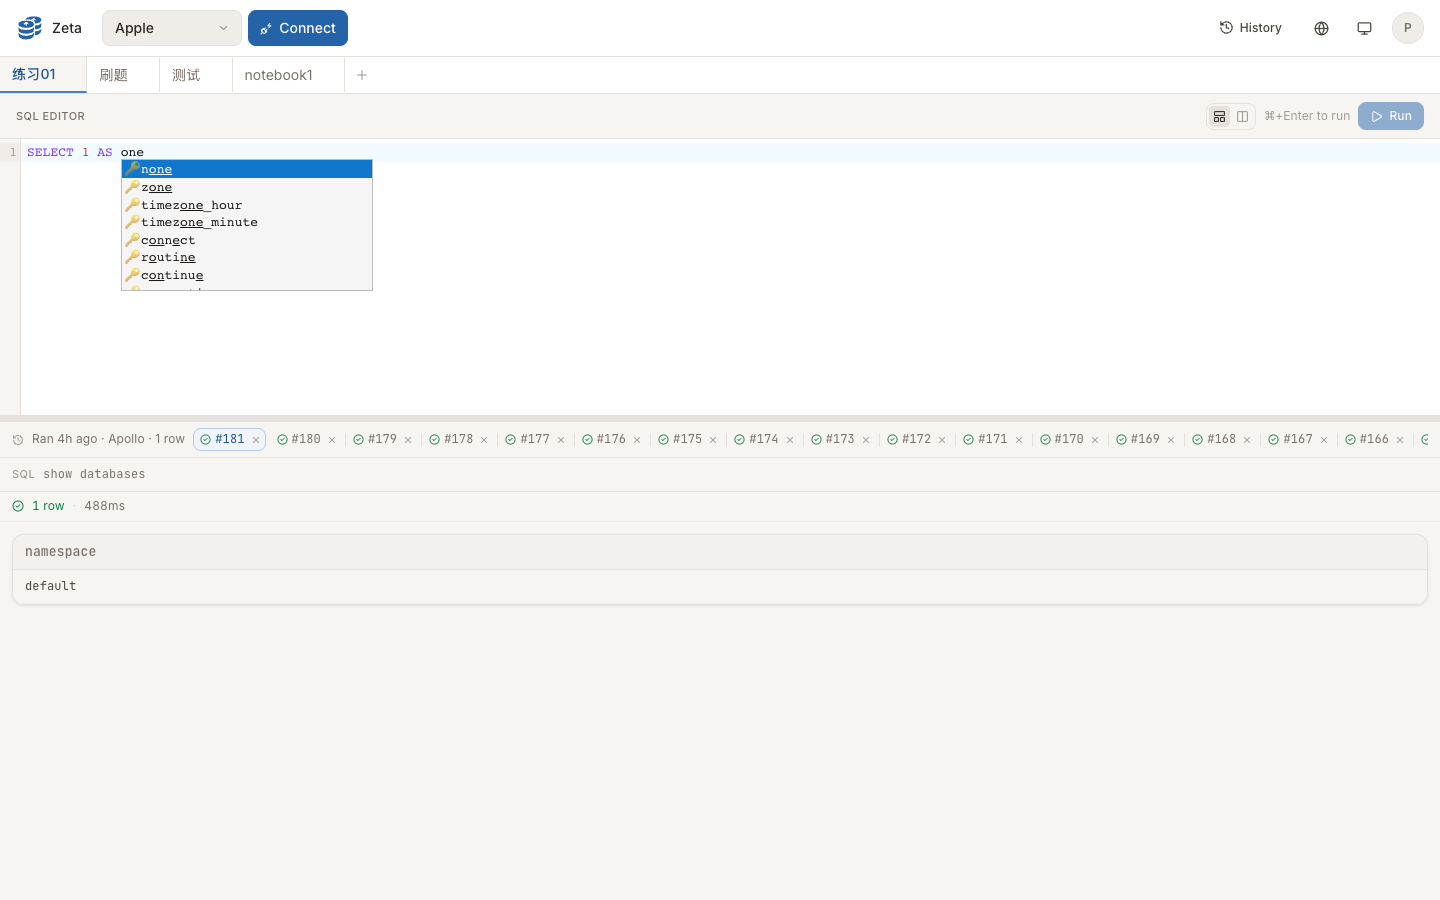 Zeta Apple Connect History P
练习01 刷题 测试 notebook1
SQL EDITOR ⌘+Enter to run Run
1 SELECT 1 AS one
none
zone
timezone_hour
timezone_minute
connect
routine
continue
Ran 4h ago · Apollo · 1 row #181 #180 #179 #178 #177 #176 #175 #174 #173 #172 #171 #170 #169 #168 #167 #166
SQL show databases
1 row · 488ms
namespace
default